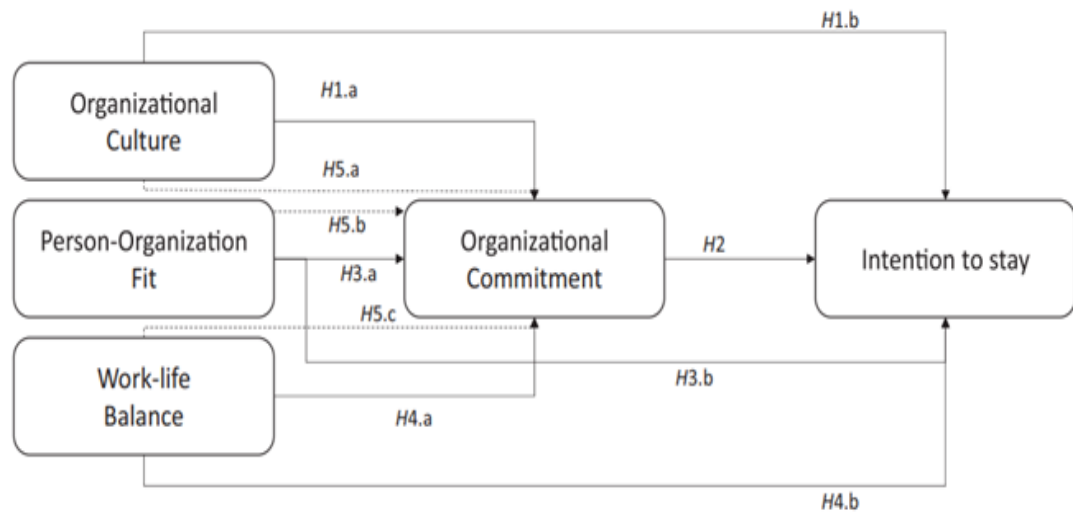 H1.b
Organizational
Culture
H1.a
H5.a
Person-Organization
Fit
H5.b
H3.a
Organizational
Commitment
H2
Intention to stay
H5.c
Work-life
Balance
H4.a
H3.b
H4.b